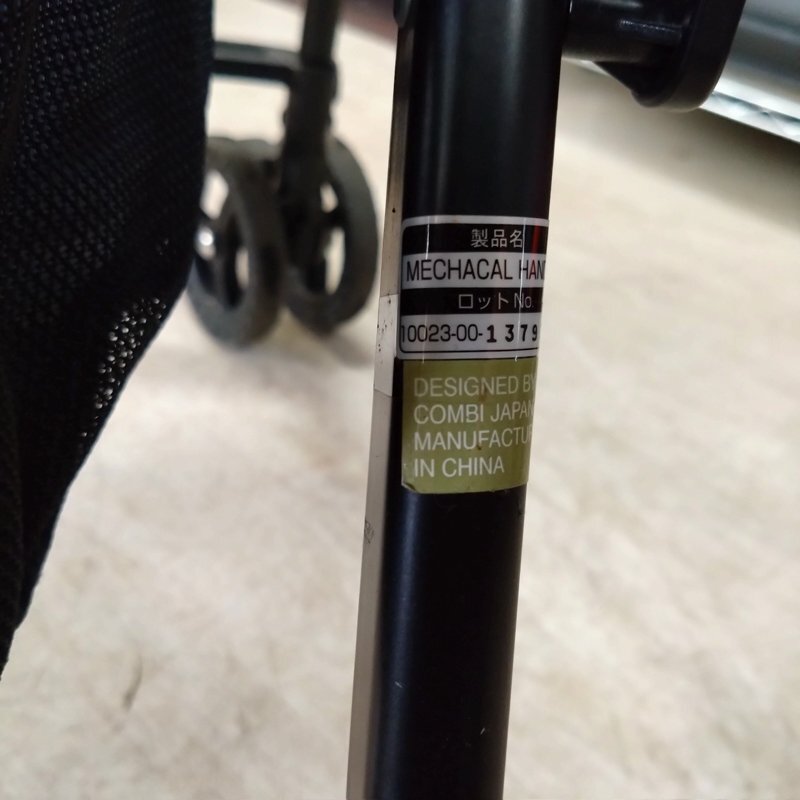 製品名
MECHACAL HAN
ロットNo.
10023-00-1379
DESIGNED BY
COMBI JAPAN
MANUFACTU
IN CHINA